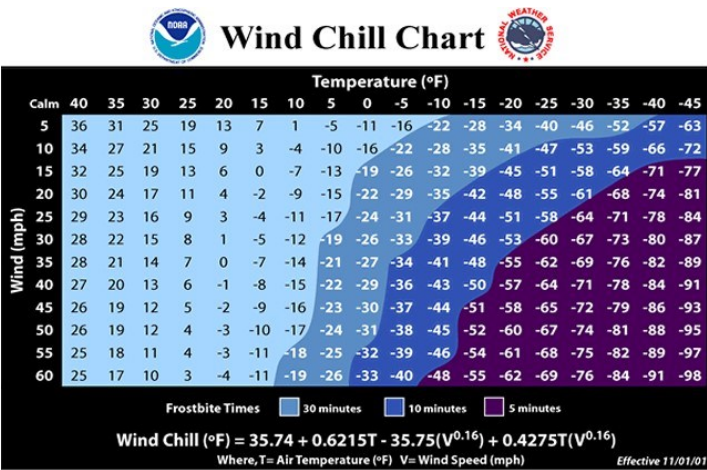 NOAA
Wind Chill Chart
NATIONAL WEATHER SERVICE
Temperature (ºF)
Calm 40 35 30 25 20 15 10 5 0 -5 -10 -15 -20 -25 -30 -35 -40 -45
5 36 31 25 19 13 7 1 -5 -11 -16 -22 -28 -34 -40 -46 -52 -57 -63
10 34 27 21 15 9 3 -4 -10 -16 -22 -28 -35 -41 -47 -53 -59 -66 -72
15 32 25 19 13 6 0 -7 -13 -19 -26 -32 -39 -45 -51 -58 -64 -71 -77
20 30 24 17 11 4 -2 -9 -15 -22 -29 -35 -42 -48 -55 -61 -68 -74 -81
25 29 23 16 9 3 -4 -11 -17 -24 -31 -37 -44 -51 -58 -64 -71 -78 -84
30 28 22 15 8 1 -5 -12 -19 -26 -33 -39 -46 -53 -60 -67 -73 -80 -87
35 28 21 14 7 0 -7 -14 -21 -27 -34 -41 -48 -55 -62 -69 -76 -82 -89
40 27 20 13 6 -1 -8 -15 -22 -29 -36 -43 -50 -57 -64 -71 -78 -84 -91
45 26 19 12 5 -2 -9 -16 -23 -30 -37 -44 -51 -58 -65 -72 -79 -86 -93
50 26 19 12 4 -3 -10 -17 -24 -31 -38 -45 -52 -60 -67 -74 -81 -88 -95
55 25 18 11 4 -3 -11 -18 -25 -32 -39 -46 -54 -61 -68 -75 -82 -89 -97
60 25 17 10 3 -4 -11 -19 -26 -33 -40 -48 -55 -62 -69 -76 -84 -91 -98
Wind (mph)
Frostbite Times 30 minutes 10 minutes 5 minutes
Wind Chill (ºF) = 35.74 + 0.6215T - 35.75(V^0.16) + 0.4275T(V^0.16)
Where, T= Air Temperature (ºF) V= Wind Speed (mph) Effective 11/01/01